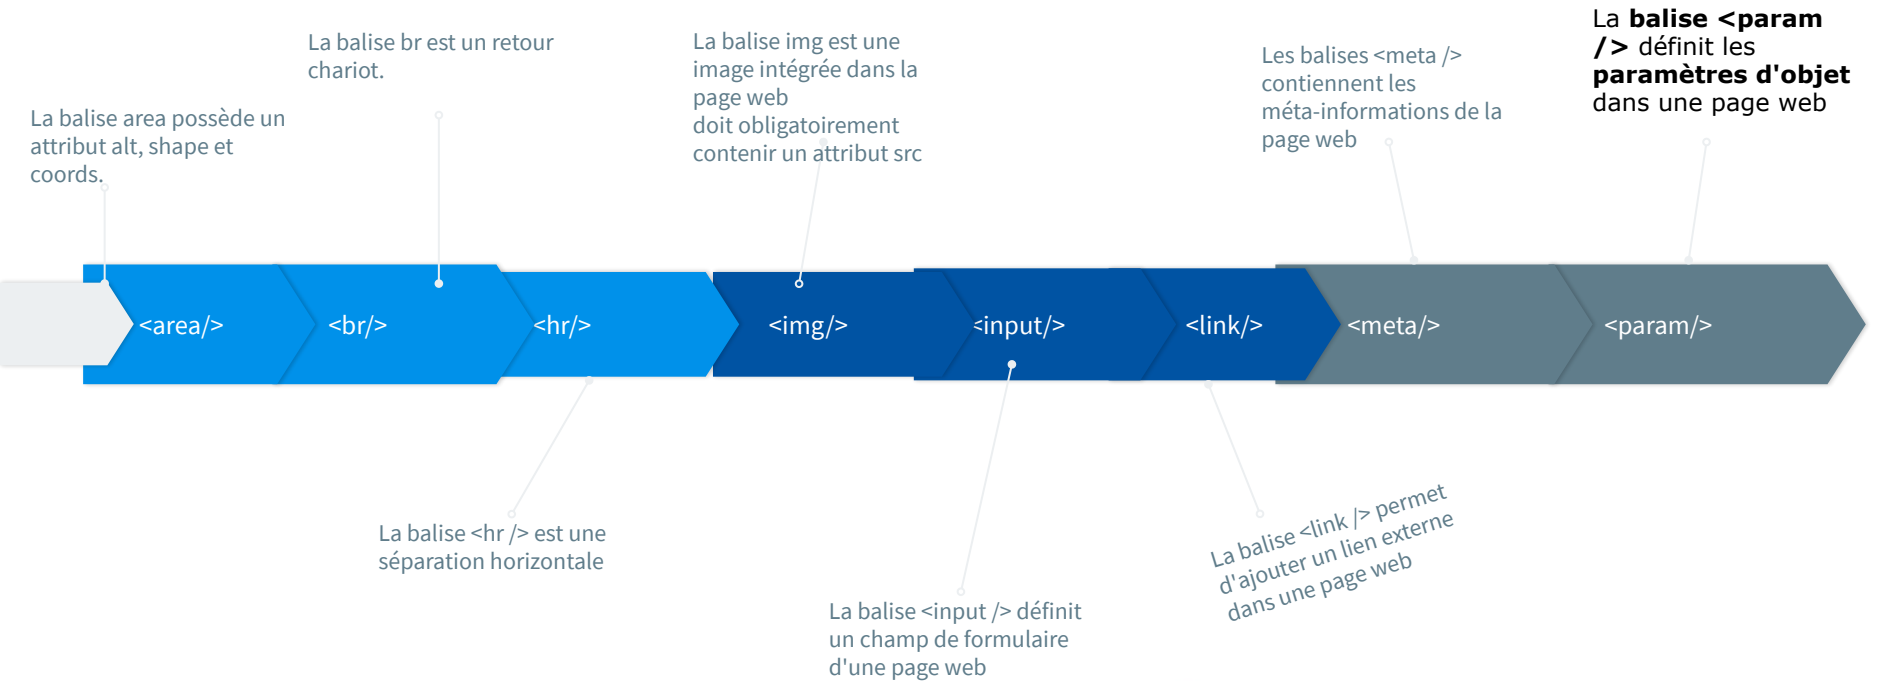 La balise area possède un
attribut alt, shape et
coords.
La balise br est un retour
chariot.
La balise img est une
image intégrée dans la
page web
doit obligatoirement
contenir un attribut src
Les balises <meta />
contiennent les
méta-informations de la
page web
La balise <param
/> définit les
paramètres d'objet
dans une page web
<area/>
<br/>
<hr/>
<img/>
<input/>
<link/>
<meta/>
<param/>
La balise <hr /> est une
séparation horizontale
La balise <input /> définit
un champ de formulaire
d'une page web
La balise <link /> permet
d'ajouter un lien externe
dans une page web